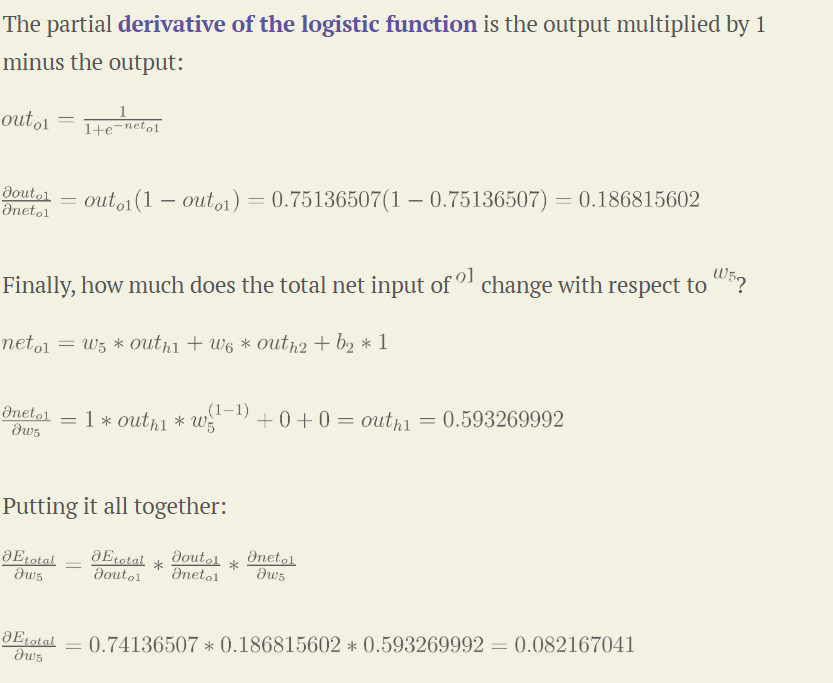 The partial derivative of the logistic function is the output multiplied by 1
minus the output:
out_{o1} = \frac{1}{1+e^{-net_{o1}}}
\frac{\partial out_{o1}}{\partial net_{o1}} = out_{o1}(1 - out_{o1}) = 0.75136507(1 - 0.75136507) = 0.186815602
Finally, how much does the total net input of o1 change with respect to w_5?
net_{o1} = w_5 * out_{h1} + w_6 * out_{h2} + b_2 * 1
\frac{\partial net_{o1}}{\partial w_5} = 1 * out_{h1} * w_5^{(1-1)} + 0 + 0 = out_{h1} = 0.593269992
Putting it all together:
\frac{\partial E_{total}}{\partial w_5} = \frac{\partial E_{total}}{\partial out_{o1}} * \frac{\partial out_{o1}}{\partial net_{o1}} * \frac{\partial net_{o1}}{\partial w_5}
\frac{\partial E_{total}}{\partial w_5} = 0.74136507 * 0.186815602 * 0.593269992 = 0.082167041